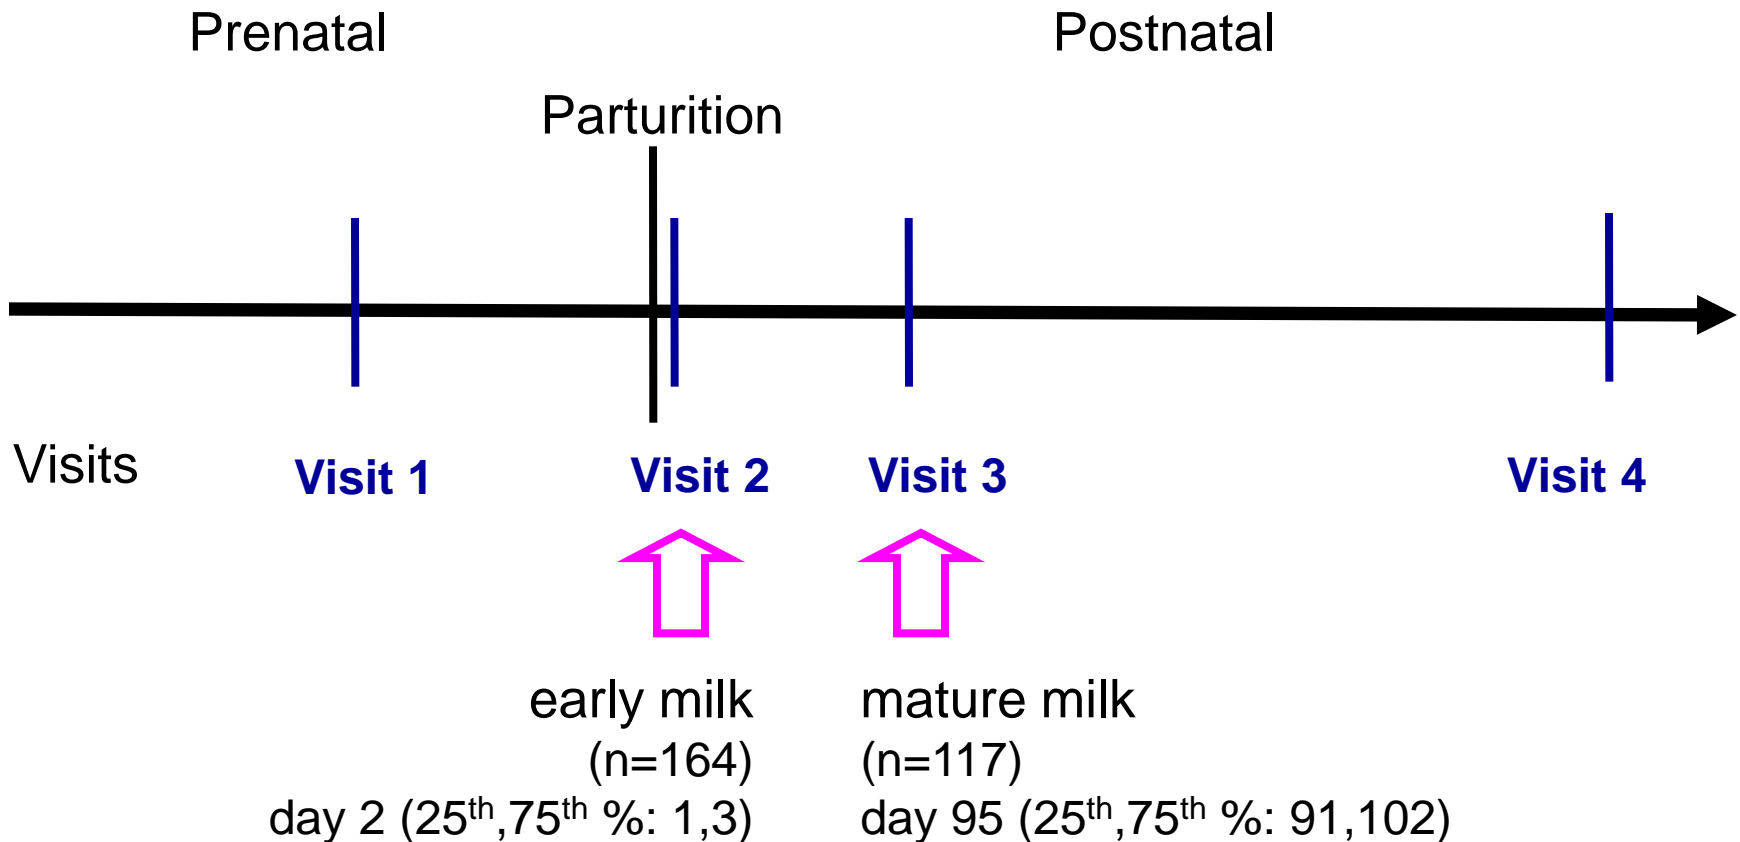 Prenatal Postnatal
Parturition
Visits Visit 1 Visit 2 Visit 3 Visit 4
early milk mature milk
(n=164) (n=117)
day 2 (25th,75th %: 1,3) day 95 (25th,75th %: 91,102)